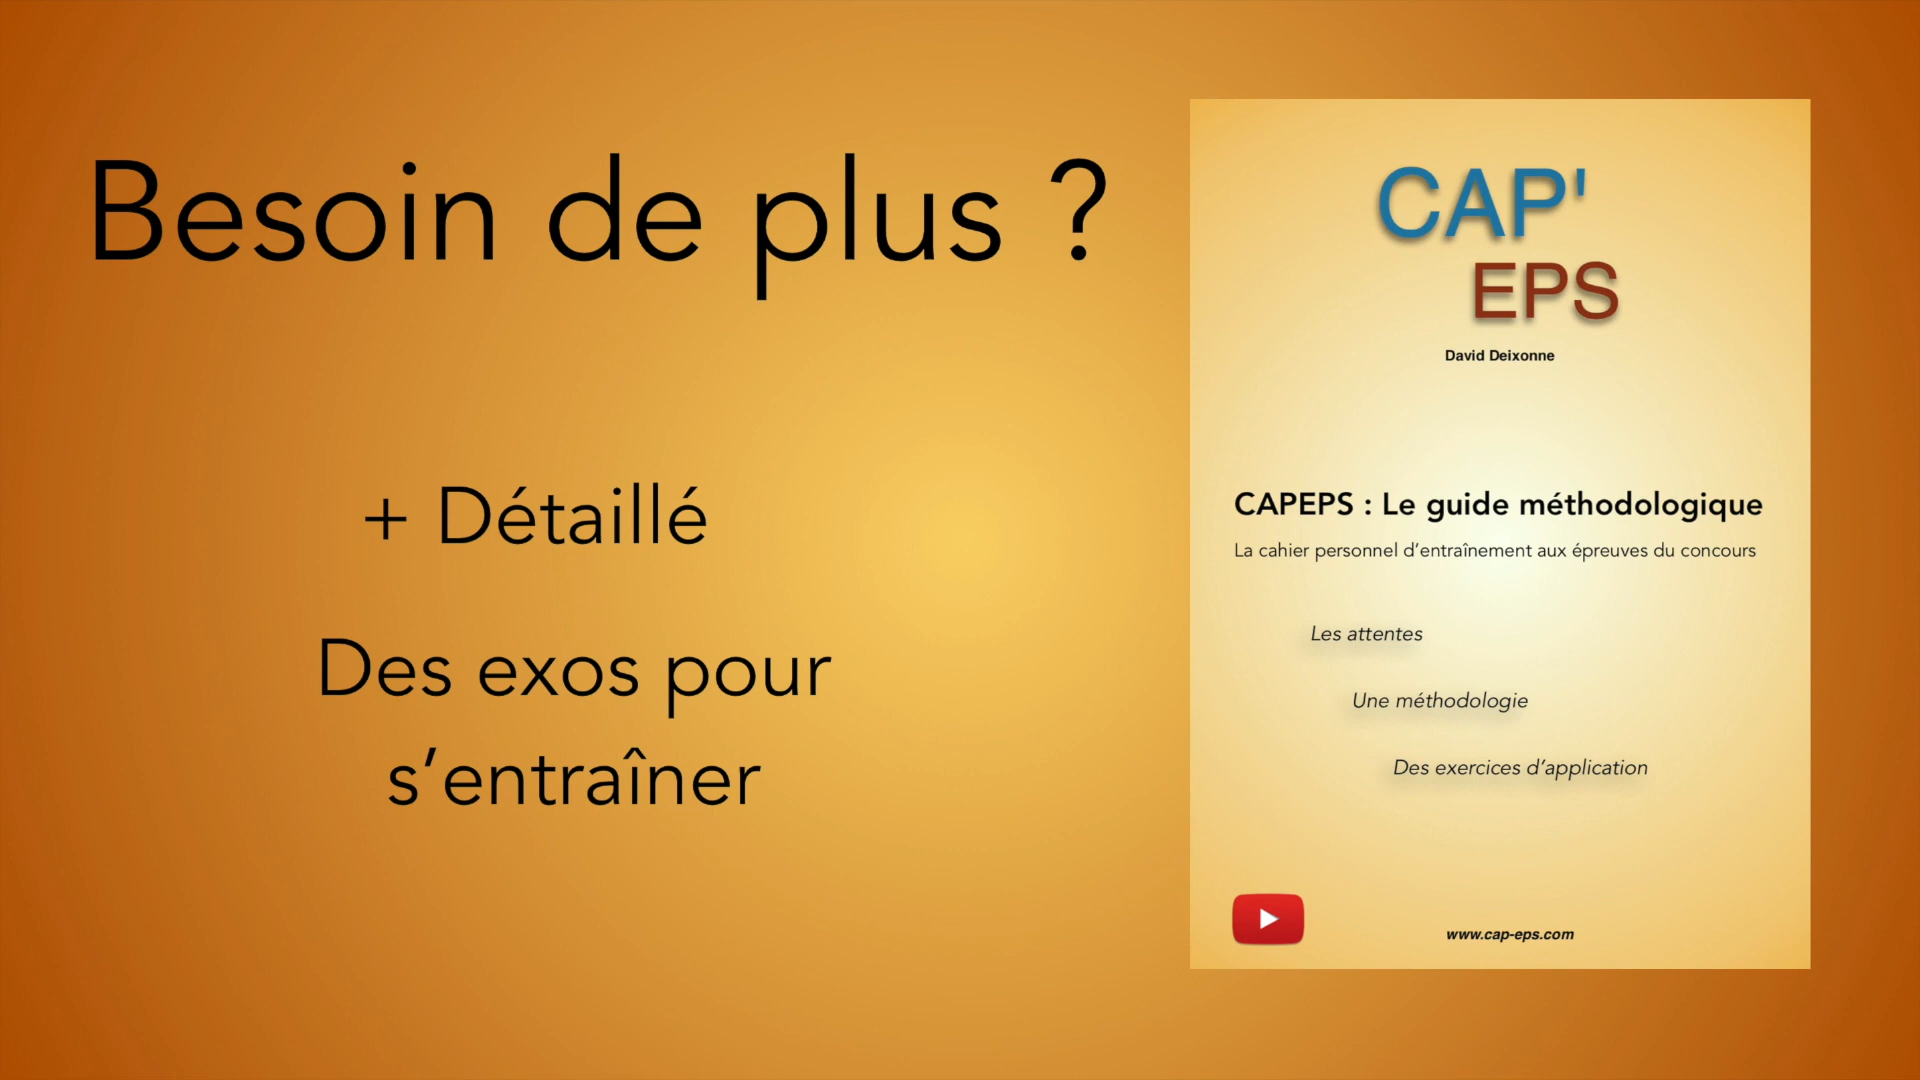 Besoin de plus ?
+ Détaillé
Des exos pour
s’entraîner
CAP'
EPS
David Deixonne
CAPEPS : Le guide méthodologique
La cahier personnel d’entraînement aux épreuves du concours
Les attentes
Une méthodologie
Des exercices d’application
www.cap-eps.com